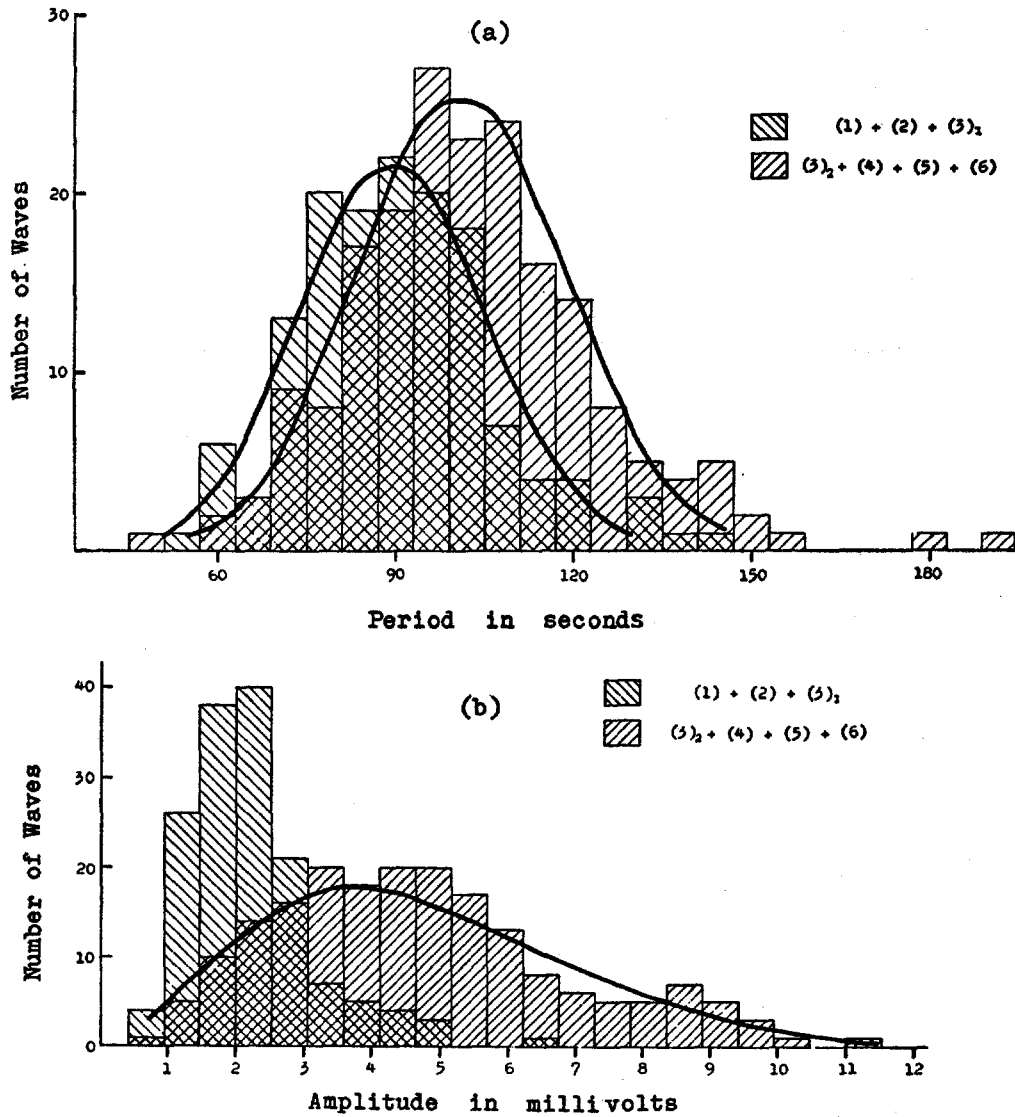 (a)
30
20
10
Number of Waves
(1) + (2) + (3)₂
(3)₂ + (4) + (5) + (6)
60 90 120 150 180
Period in seconds
(b)
40
30
20
10
0
Number of Waves
(1) + (2) + (3)₂
(3)₂ + (4) + (5) + (6)
1 2 3 4 5 6 7 8 9 10 11 12
Amplitude in millivolts